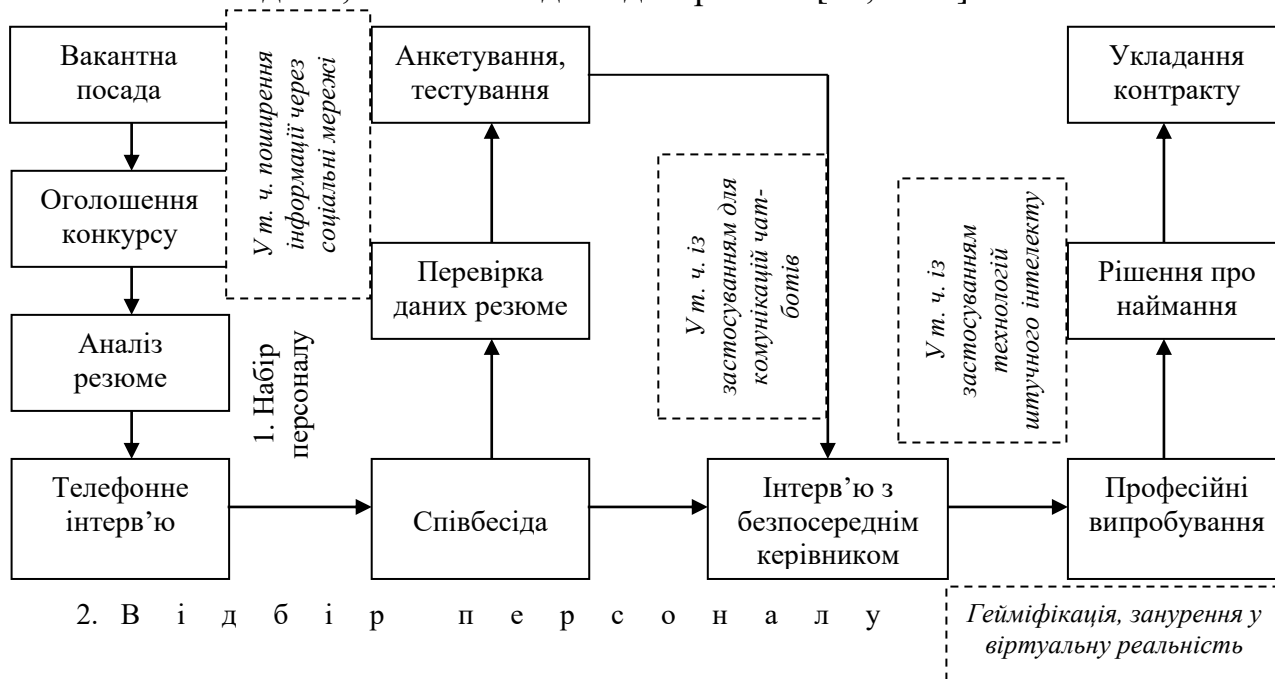 Вакантна
посада
Оголошення
конкурсу
Аналіз
резюме
Телефонне
інтерв’ю
У т. ч. поширення
інформації через
соціальні мережі
1. Набір
персоналу
Анкетування,
тестування
Перевірка
даних резюме
Співбесіда
У т. ч. із
застосуванням для
комунікацій чат-
ботів
Інтерв’ю з
безпосереднім
керівником
У т. ч. із
застосуванням
технологій
штучного інтелекту
Укладання
контракту
Рішення про
наймання
Професійні
випробування
2. В і д б і р п е р с о н а л у
Гейміфікація, занурення у
віртуальну реальність